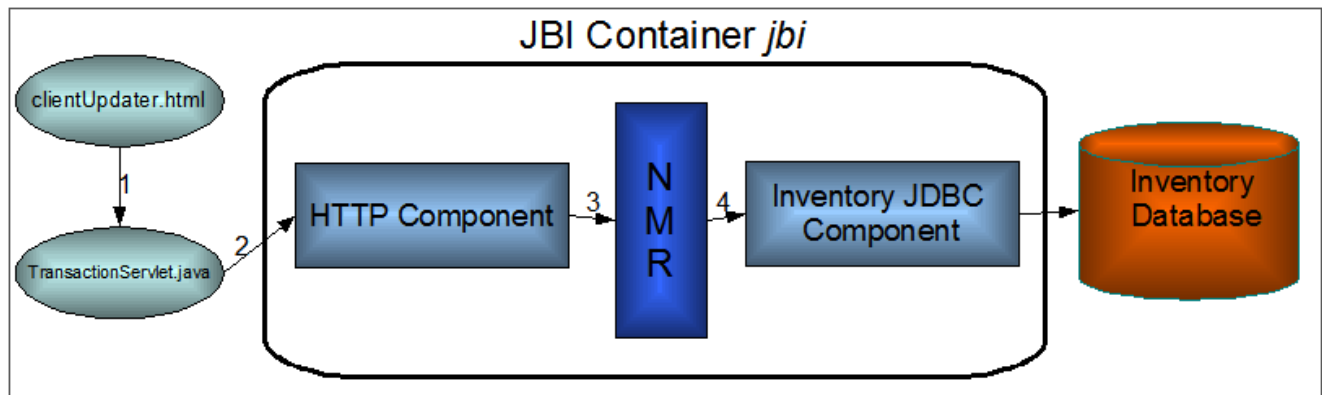 JBI Container jbi
clientUpdater.html
1
TransactionServlet.java
2
HTTP Component
3
N
M
R
4
Inventory JDBC
Component
Inventory
Database